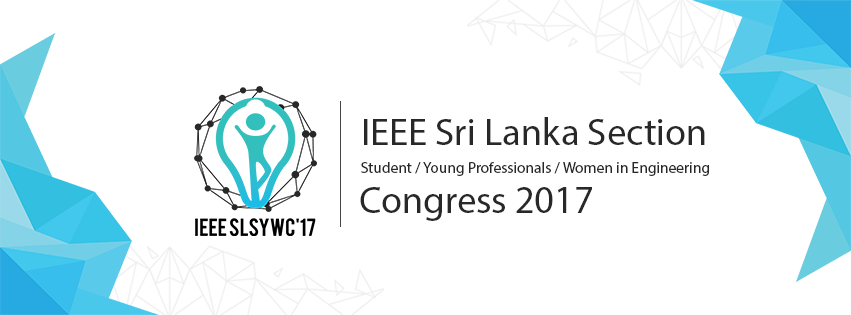 IEEE SLSYWC'17
IEEE Sri Lanka Section
Student / Young Professionals / Women in Engineering
Congress 2017